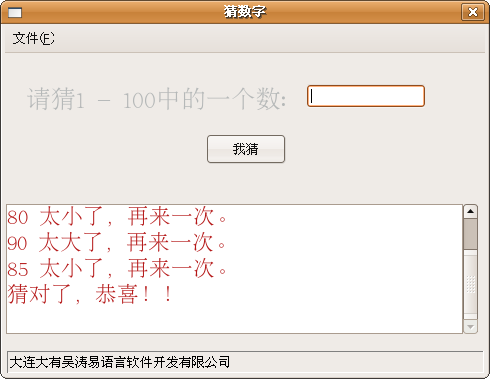 猜数字
文件(F)
请猜1 - 100中的一个数:
我猜
80 太小了，再来一次。
90 太大了，再来一次。
85 太小了，再来一次。
猜对了，恭喜！！
大连大有吴涛易语言软件开发有限公司